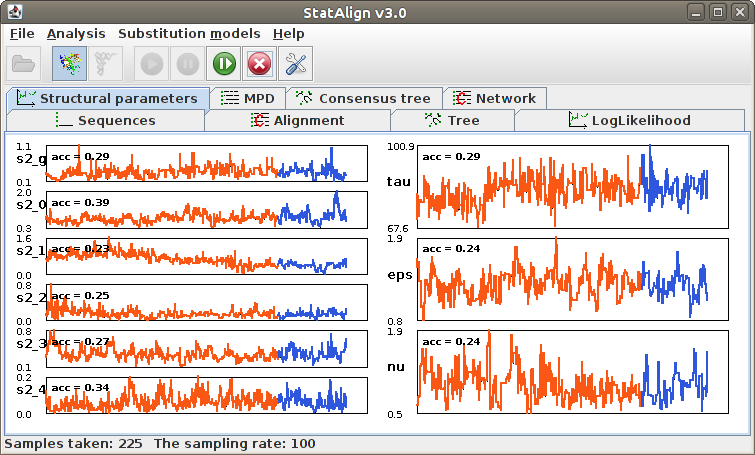 StatAlign v3.0
File Analysis Substitution models Help
Structural parameters MPD Consensus tree Network
Sequences Alignment Tree LogLikelihood
1.1
s2_g
acc = 0.29
0.1
2.0
s2_0
acc = 0.39
0.3
1.6
s2_1
acc = 0.23
0.0
0.8
s2_2
acc = 0.25
0.0
0.8
s2_3
acc = 0.27
0.1
0.2
s2_4
acc = 0.34
0.0
100.9
tau
acc = 0.29
67.6
1.9
eps
acc = 0.24
0.8
1.9
nu
acc = 0.24
0.5
Samples taken: 225 The sampling rate: 100